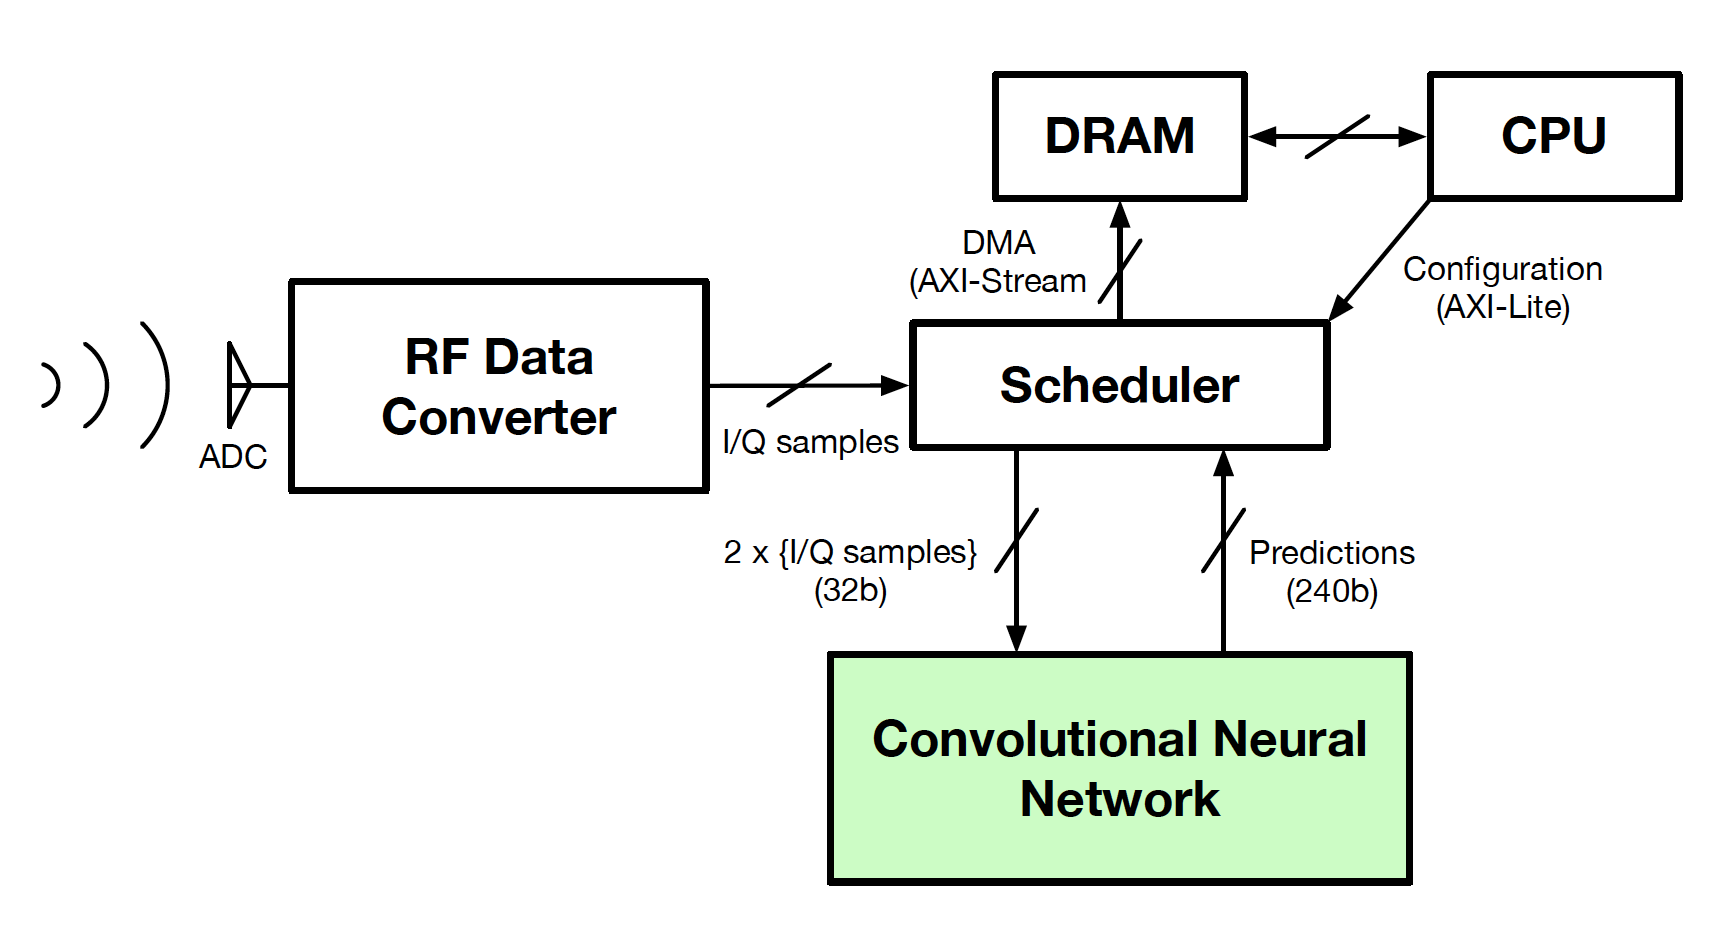 DRAM
CPU
DMA
(AXI-Stream
Configuration
(AXI-Lite)
RF Data
Converter
ADC
I/Q samples
Scheduler
2 x {I/Q samples}
(32b)
Predictions
(240b)
Convolutional Neural
Network